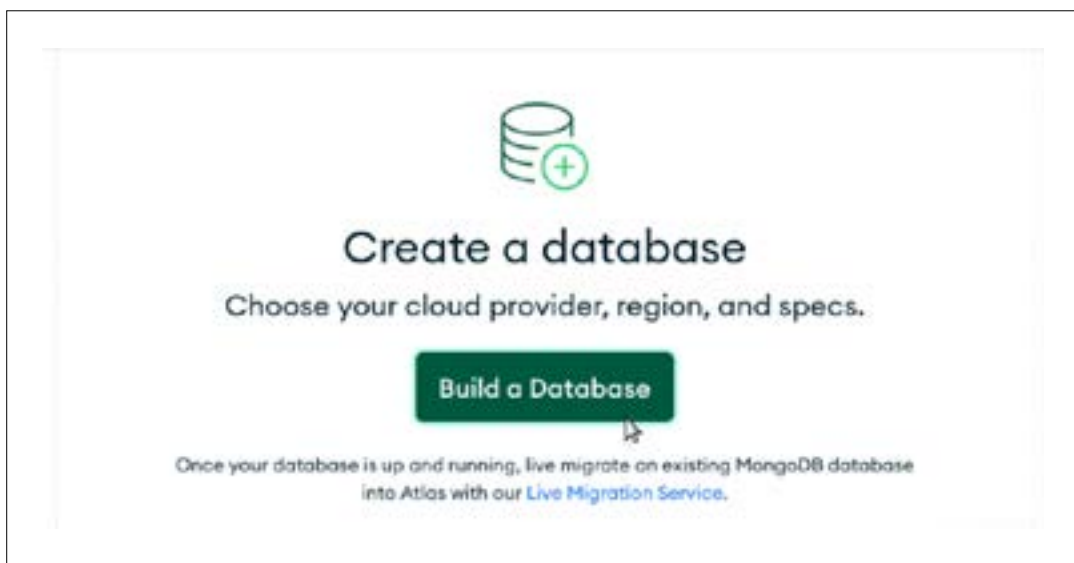 Create a database
Choose your cloud provider, region, and specs.
Build a Database
Once your database is up and running, live migrate an existing MongoDB database
into Atlas with our Live Migration Service.